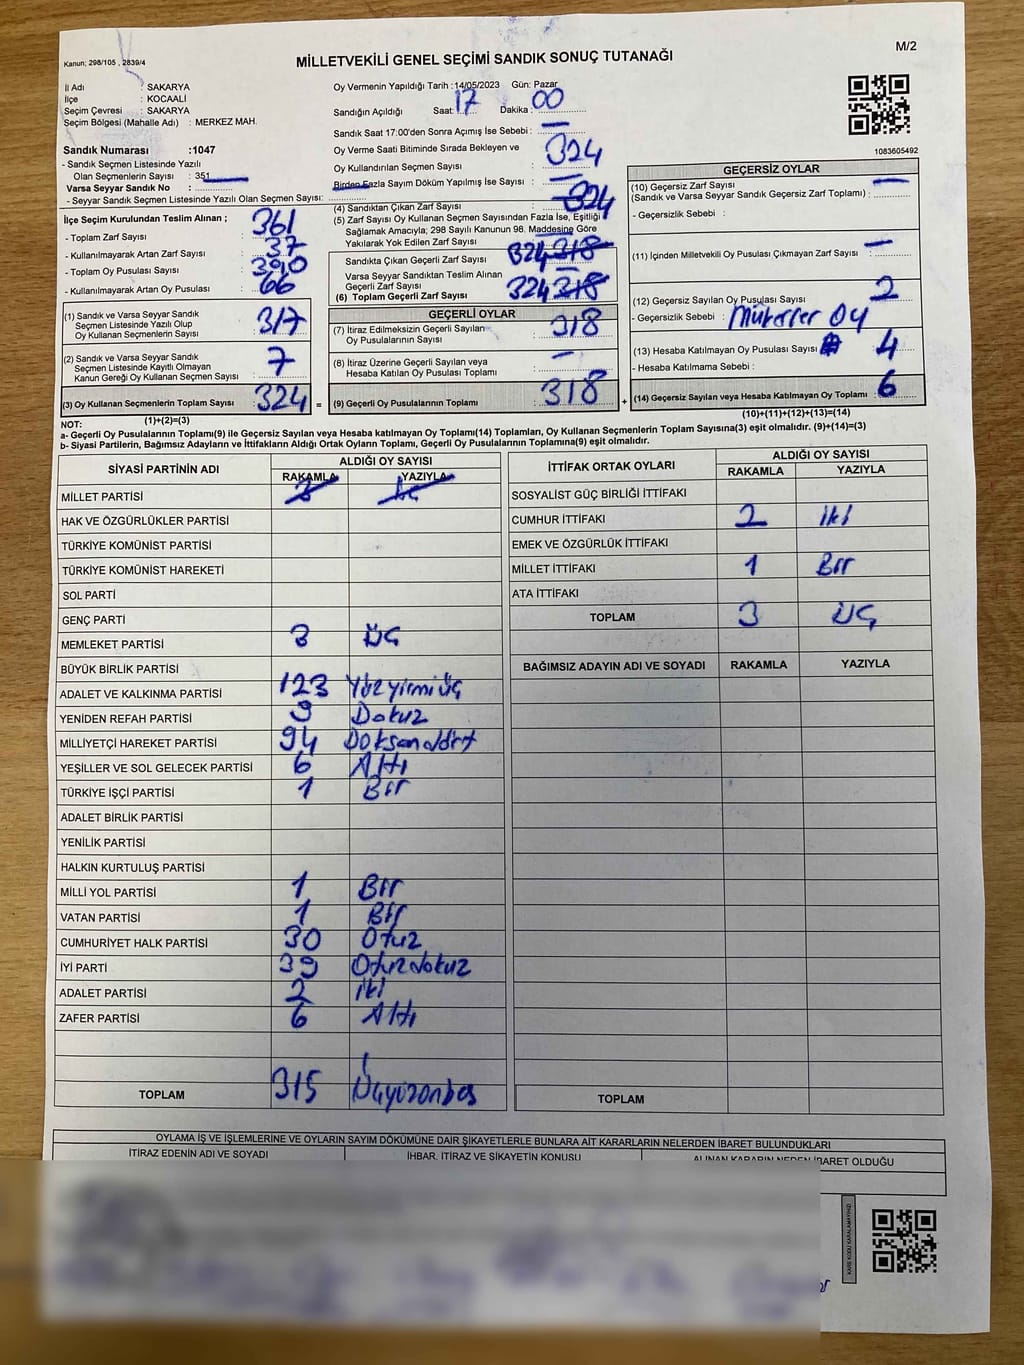 M/2
Kanun; 298/105 , 2839/4
MİLLETVEKİLİ GENEL SEÇİMİ SANDIK SONUÇ TUTANAĞI
İl Adı : SAKARYA
İlçe : KOCAALİ
Seçim Çevresi : SAKARYA
Seçim Bölgesi (Mahalle Adı) : MERKEZ MAH.
Sandık Numarası :1047
- Sandık Seçmen Listesinde Yazılı
Olan Seçmenlerin Sayısı : 351
Varsa Seyyar Sandık No :
- Seyyar Seçmen Listesinde Yazılı Olan Seçmen Sayısı:
İlçe Seçim Kurulundan Teslim Alınan ;
- Toplam Zarf Sayısı : 361
- Kullanılmayarak Artan Zarf Sayısı : 37
- Toplam Oy Pusulası Sayısı : 390
- Kullanılmayarak Artan Oy Pusulası : 66
(1) Sandık ve Varsa Seyyar Sandık
Seçmen Listesinde Yazılı Olup
Oy Kullanan Seçmenlerin Sayısı : 317
(2) Sandık ve Varsa Seyyar Sandık
Seçmen Listesinde Kayıtlı Olmayan
Kanun Gereği Oy Kullanan Seçmen Sayısı : 7
(3) Oy Kullanan Seçmenlerin Toplam Sayısı : 324 =
(1)+(2)=(3)
Oy Vermenin Yapıldığı Tarih :14/05/2023 Gün: Pazar
Sandığın Açıldığı Saat: 17 Dakika : 00
Sandık Saat 17:00'den Sonra Açımış İse Sebebi :
Oy Verme Saati Bitiminde Sırada Bekleyen ve
Oy Kullandırılan Seçmen Sayısı : 324
Birden Fazla Sayım Döküm Yapılmış İse Sayısı :
(4) Sandıktan Çıkan Zarf Sayısı : 324
(5) Zarf Sayısı Oy Kullanan Seçmen Sayısından Fazla İse, Eşitliği
Sağlamak Amacıyla; 298 Sayılı Kanunun 98. Maddesine Göre
Yakılarak Yok Edilen Zarf Sayısı :
Sandıkta Çıkan Geçerli Zarf Sayısı : 324 318
Varsa Seyyar Sandıktan Teslim Alınan
Geçerli Zarf Sayısı :
(6) Toplam Geçerli Zarf Sayısı : 324 318
GEÇERLİ OYLAR
(7) İtiraz Edilmeksizin Geçerli Sayılan
Oy Pusulalarının Sayısı : 318
(8) İtiraz Üzerine Geçerli Sayılan veya
Hesaba Katılan Oy Pusulası Toplamı :
(9) Geçerli Oy Pusulalarının Toplamı : 318 +
1083605492
GEÇERSİZ OYLAR
(10) Geçersiz Zarf Sayısı
(Sandık ve Varsa Seyyar Sandık Geçersiz Zarf Toplamı) :
- Geçersizlik Sebebi :
(11) İçinden Milletvekili Oy Pusulası Çıkmayan Zarf Sayısı :
(12) Geçersiz Sayılan Oy Pusulası Sayısı : 2
- Geçersizlik Sebebi : Mükerrer Oy
(13) Hesaba Katılmayan Oy Pusulası Sayısı : 4
- Hesaba Katılmama Sebebi :
(14) Geçersiz Sayılan veya Hesaba Katılmayan Oy Toplamı : 6
(10)+(11)+(12)+(13)=(14)
NOT:
a- Geçerli Oy Pusulalarının Toplamı(9) ile Geçersiz Sayılan veya Hesaba katılmayan Oy Toplamı(14) Toplamları, Oy Kullanan Seçmenlerin Toplam Sayısına(3) eşit olmalıdır. (9)+(14)=(3)
b- Siyasi Partilerin, Bağımsız Adayların ve İttifakların Aldığı Ortak Oyların Toplamı, Geçerli Oy Pusulalarının Toplamına(9) eşit olmalıdır.
SİYASİ PARTİNİN ADI ALDIĞI OY SAYISI
RAKAMLA YAZIYLA
MİLLET PARTİSİ 3 Üç
HAK VE ÖZGÜRLÜKLER PARTİSİ
TÜRKİYE KOMÜNİST PARTİSİ
TÜRKİYE KOMÜNİST HAREKETİ
SOL PARTİ
GENÇ PARTİ
MEMLEKET PARTİSİ 3 Üç
BÜYÜK BİRLİK PARTİSİ
ADALET VE KALKINMA PARTİSİ 123 Yüz yirmi üç
YENİDEN REFAH PARTİSİ 9 Dokuz
MİLLİYETÇİ HAREKET PARTİSİ 94 Doksan dört
YEŞİLLER VE SOL GELECEK PARTİSİ 6 Altı
TÜRKİYE İŞÇİ PARTİSİ 1 Bir
ADALET BİRLİK PARTİSİ
YENİLİK PARTİSİ
HALKIN KURTULUŞ PARTİSİ
MİLLİ YOL PARTİSİ 1 Bir
VATAN PARTİSİ 1 Bir
CUMHURİYET HALK PARTİSİ 30 Otuz
İYİ PARTİ 39 Otuz dokuz
ADALET PARTİSİ 2 İki
ZAFER PARTİSİ 6 Altı
TOPLAM 315 Üçyüzonbeş
İTTİFAK ORTAK OYLARI ALDIĞI OY SAYISI
RAKAMLA YAZIYLA
SOSYALİST GÜÇ BİRLİĞİ İTTİFAKI
CUMHUR İTTİFAKI 2 İki
EMEK VE ÖZGÜRLÜK İTTİFAKI
MİLLET İTTİFAKI 1 Bir
ATA İTTİFAKI
TOPLAM 3 Üç
BAĞIMSIZ ADAYIN ADI VE SOYADI RAKAMLA YAZIYLA
TOPLAM
OYLAMA İŞ VE İŞLEMLERİNE VE OYLARIN SAYIM DÖKÜMÜNE DAİR ŞİKAYETLERLE BUNLARA AİT KARARLARIN NELERDEN İBARET BULUNDUKLARI
İTİRAZ EDENİN ADI VE SOYADI İHBAR, İTİRAZ VE ŞİKAYETİN KONUSU ALINAN KARARIN NEDEN İBARET OLDUĞU
KARE KODU KARALAMAYINIZ!